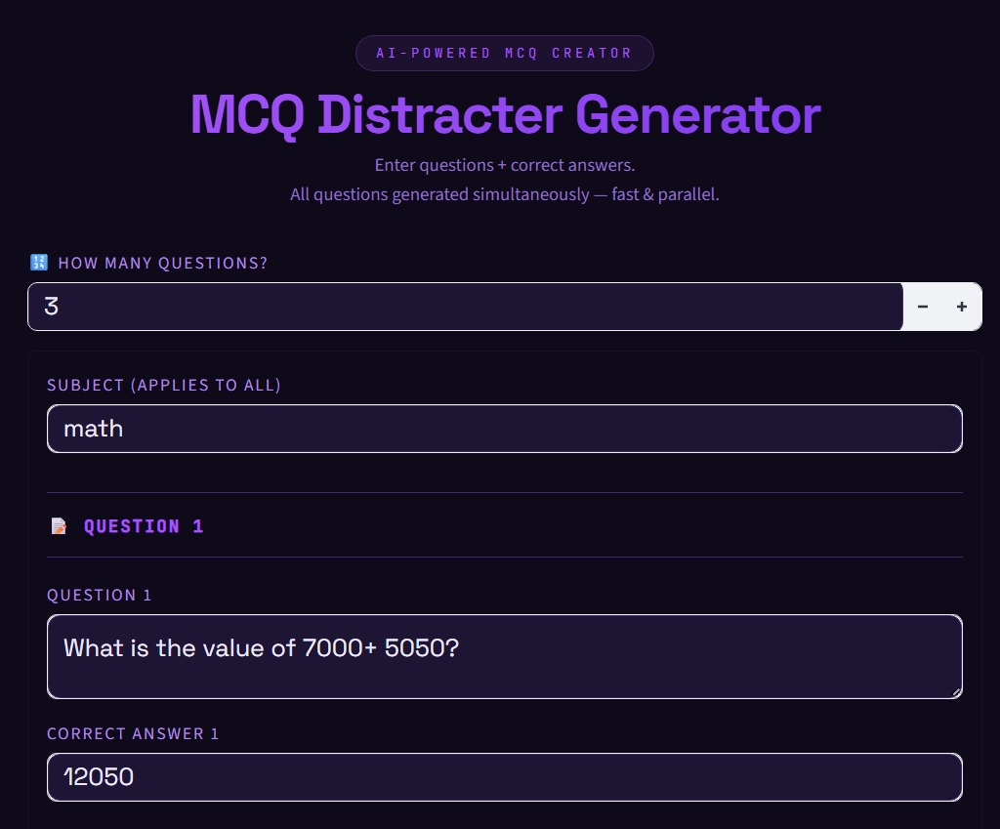 AI-POWERED MCQ CREATOR
MCQ Distracter Generator
Enter questions + correct answers.
All questions generated simultaneously — fast & parallel.
🔢 HOW MANY QUESTIONS?
3 − +
SUBJECT (APPLIES TO ALL)
math
📝 QUESTION 1
QUESTION 1
What is the value of 7000+ 5050?
CORRECT ANSWER 1
12050